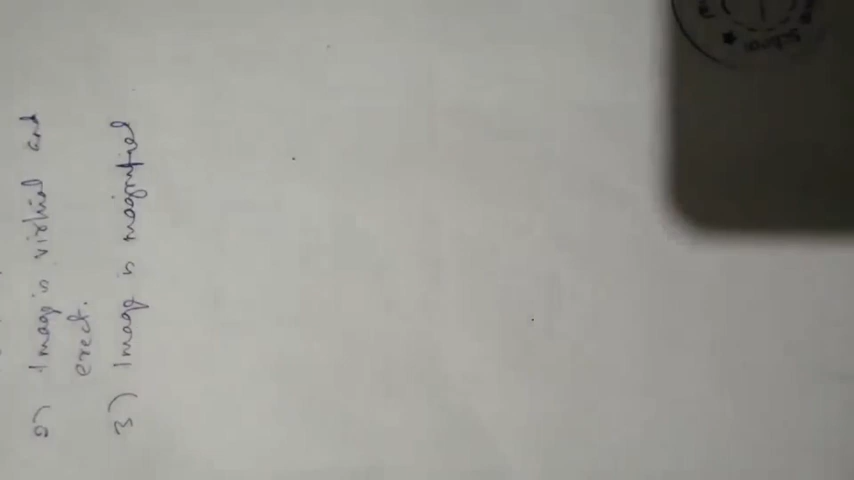 2) Image is virtual and
erect.
3) Image is magnified